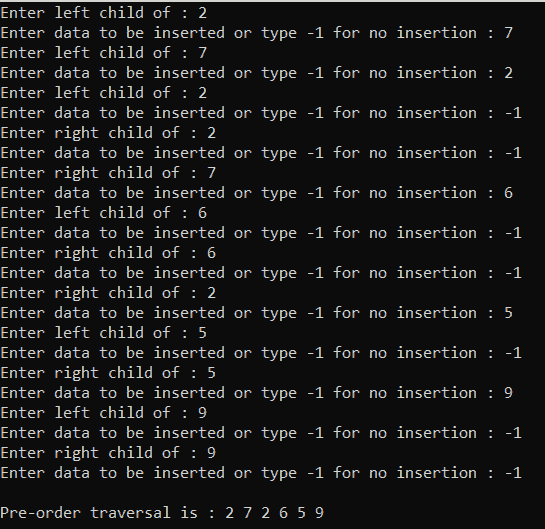 Enter left child of : 2
Enter data to be inserted or type -1 for no insertion : 7
Enter left child of : 7
Enter data to be inserted or type -1 for no insertion : 2
Enter left child of : 2
Enter data to be inserted or type -1 for no insertion : -1
Enter right child of : 2
Enter data to be inserted or type -1 for no insertion : -1
Enter right child of : 7
Enter data to be inserted or type -1 for no insertion : 6
Enter left child of : 6
Enter data to be inserted or type -1 for no insertion : -1
Enter right child of : 6
Enter data to be inserted or type -1 for no insertion : -1
Enter right child of : 2
Enter data to be inserted or type -1 for no insertion : 5
Enter left child of : 5
Enter data to be inserted or type -1 for no insertion : -1
Enter right child of : 5
Enter data to be inserted or type -1 for no insertion : 9
Enter left child of : 9
Enter data to be inserted or type -1 for no insertion : -1
Enter right child of : 9
Enter data to be inserted or type -1 for no insertion : -1
Pre-order traversal is : 2 7 2 6 5 9